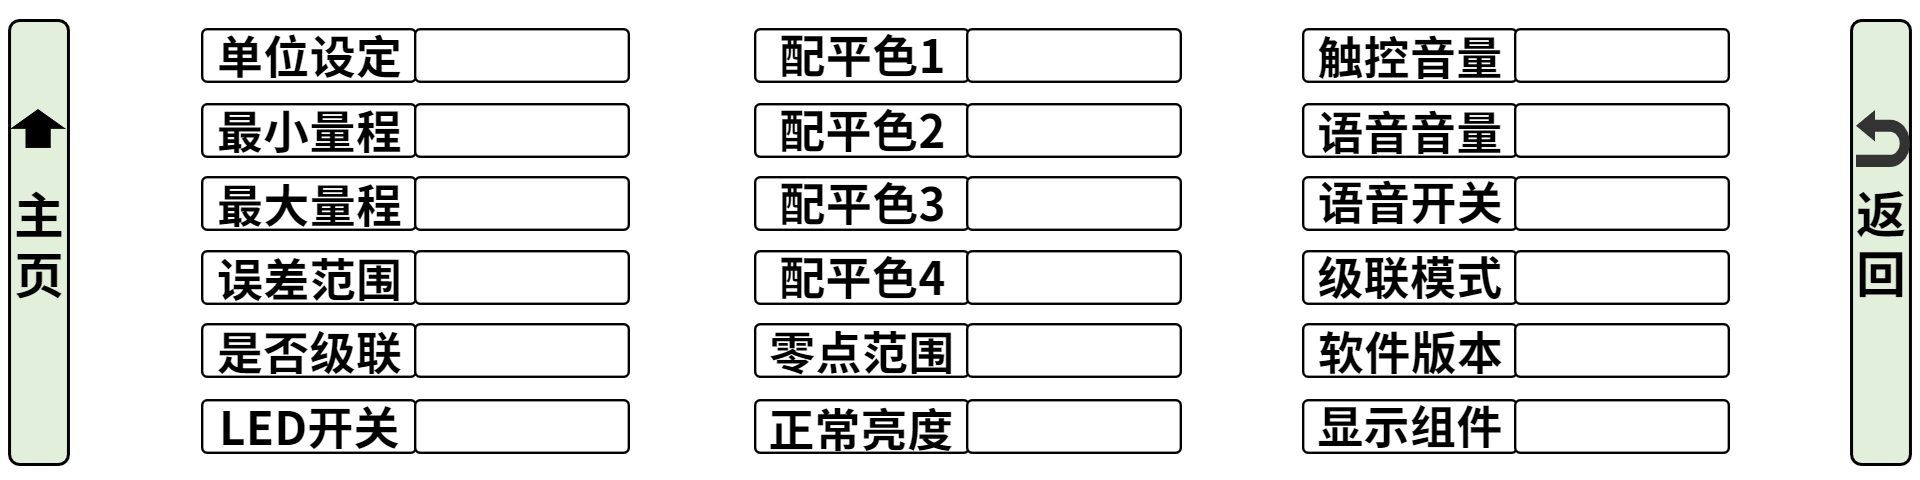 主页
单位设定
最小量程
最大量程
误差范围
是否级联
LED开关
配平色1
配平色2
配平色3
配平色4
零点范围
正常亮度
触控音量
语音音量
语音开关
级联模式
软件版本
显示组件
返回